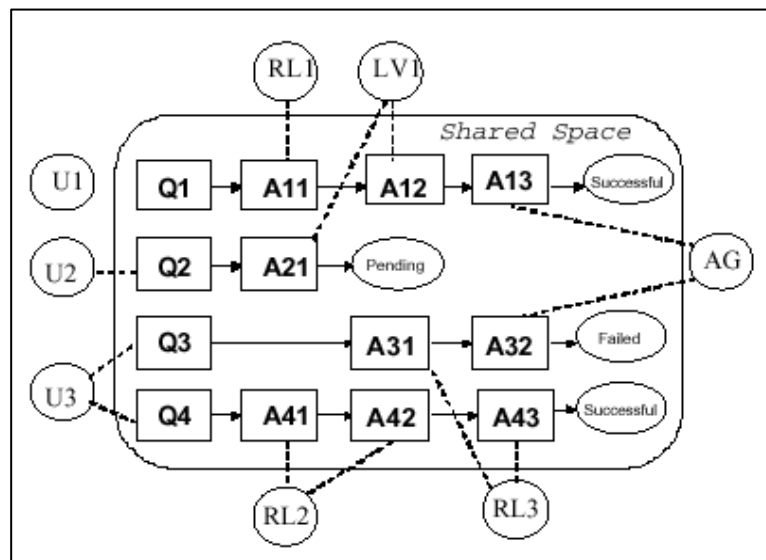 RL1 LV1
Shared Space
U1 Q1 A11 A12 A13 Successful
U2 Q2 A21 Pending AG
Q3 A31 A32 Failed
U3
Q4 A41 A42 A43 Successful
RL2 RL3